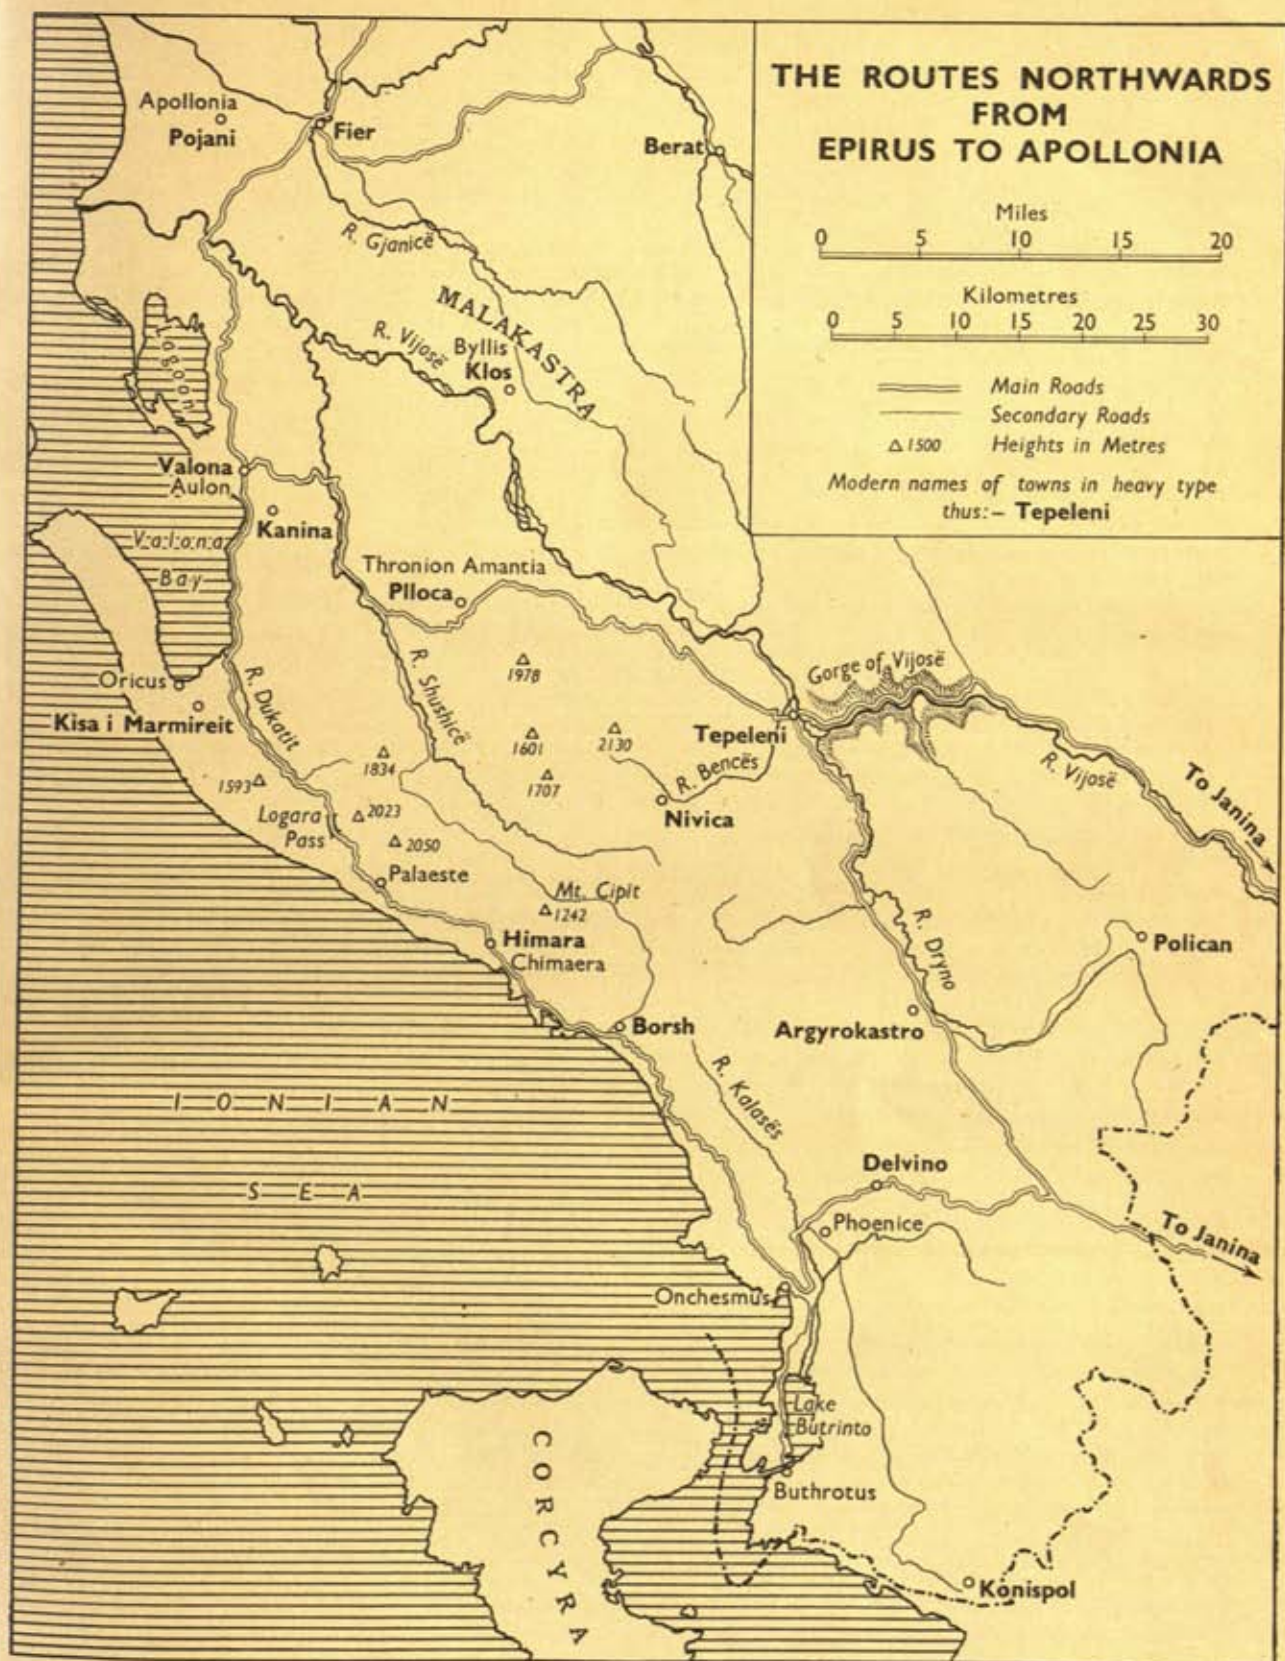 THE ROUTES NORTHWARDS
FROM
EPIRUS TO APOLLONIA
Miles
0 5 10 15 20
Kilometres
0 5 10 15 20 25 30
Main Roads
Secondary Roads
1500 Heights in Metres
Modern names of towns in heavy type
thus:– Tepeleni
Apollonia
Pojani
Fier
Berat
R. Gjanicë
MALAKASTRA
R. Vijosë
Byllis
Klos
Lagoon
Valona
Aulon
Kanina
Valona
Bay
Thronion Amantia
Plloca
Oricus
Kisa i Marmireit
R. Dukatit
R. Shushicë
1978
Gorge of Vijosë
Tepeleni
1601
2130
1834
1593
1707
R. Bencës
Nivica
R. Vijosë
To Janina
Logara
Pass
2023
2050
Palaeste
Mt. Cipit
1242
Himara
Chimaera
R. Dryno
Polican
Borsh
Argyrokastro
R. Kalasës
IONIAN
SEA
Delvino
Phoenice
To Janina
Onchesmus
Lake
Butrinto
Buthrotus
CORCYRA
Konispol